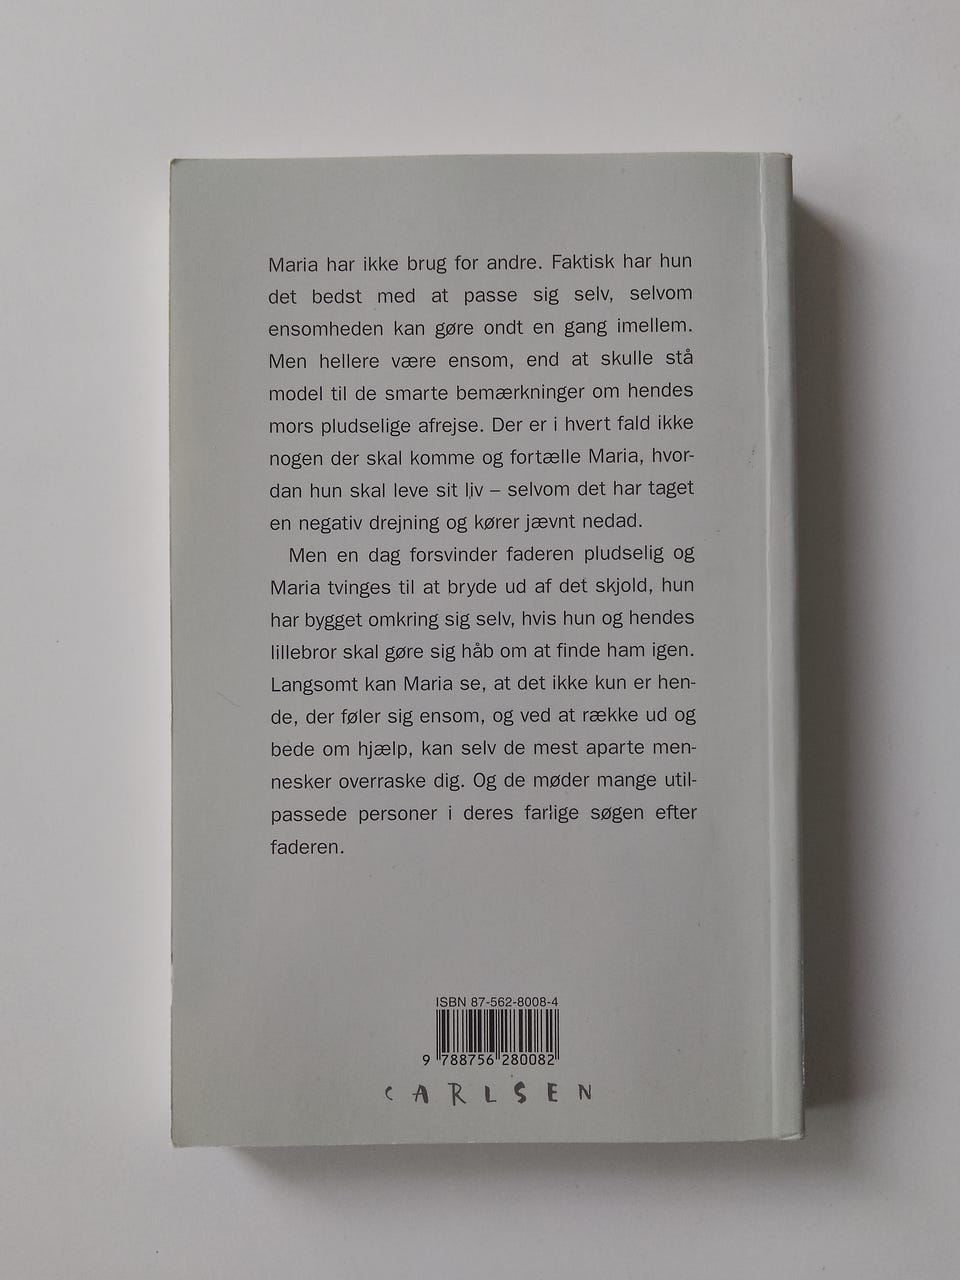 Maria har ikke brug for andre. Faktisk har hun
det bedst med at passe sig selv, selvom
ensomheden kan gøre ondt en gang imellem.
Men hellere være ensom, end at skulle stå
model til de smarte bemærkninger om hendes
mors pludselige afrejse. Der er i hvert fald ikke
nogen der skal komme og fortælle Maria, hvor-
dan hun skal leve sit liv – selvom det har taget
en negativ drejning og kører jævnt nedad.
Men en dag forsvinder faderen pludselig og
Maria tvinges til at bryde ud af det skjold, hun
har bygget omkring sig selv, hvis hun og hendes
lillebror skal gøre sig håb om at finde ham igen.
Langsomt kan Maria se, at det ikke kun er hen-
de, der føler sig ensom, og ved at række ud og
bede om hjælp, kan selv de mest aparte men-
nesker overraske dig. Og de møder mange util-
passede personer i deres farlige søgen efter
faderen.
ISBN 87-562-8008-4
9 788756 280082
CARLSEN